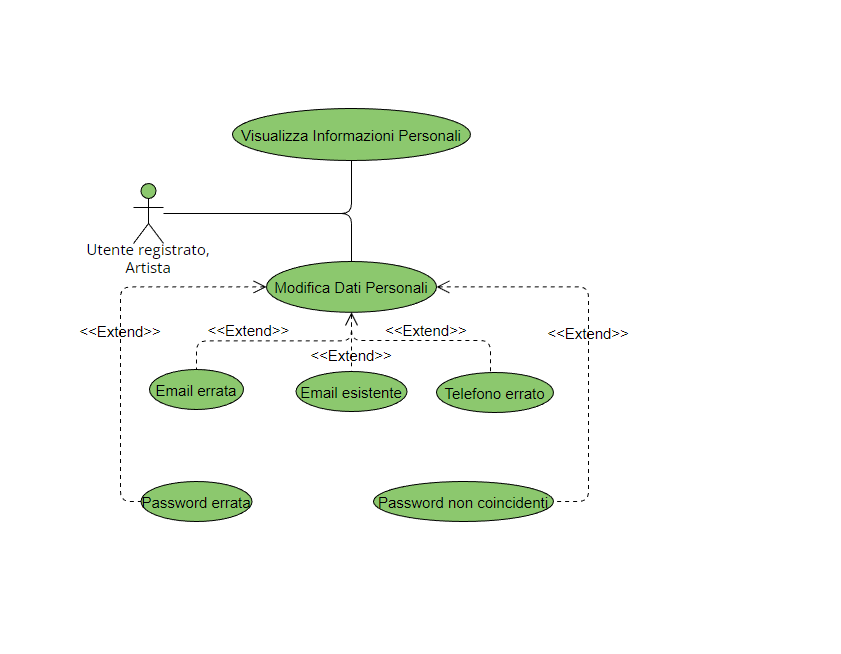 Visualizza Informazioni Personali
Utente registrato,
Artista
Modifica Dati Personali
<<Extend>>
<<Extend>>
<<Extend>>
<<Extend>>
<<Extend>>
Email errata
Email esistente
Telefono errato
Password errata
Password non coincidenti